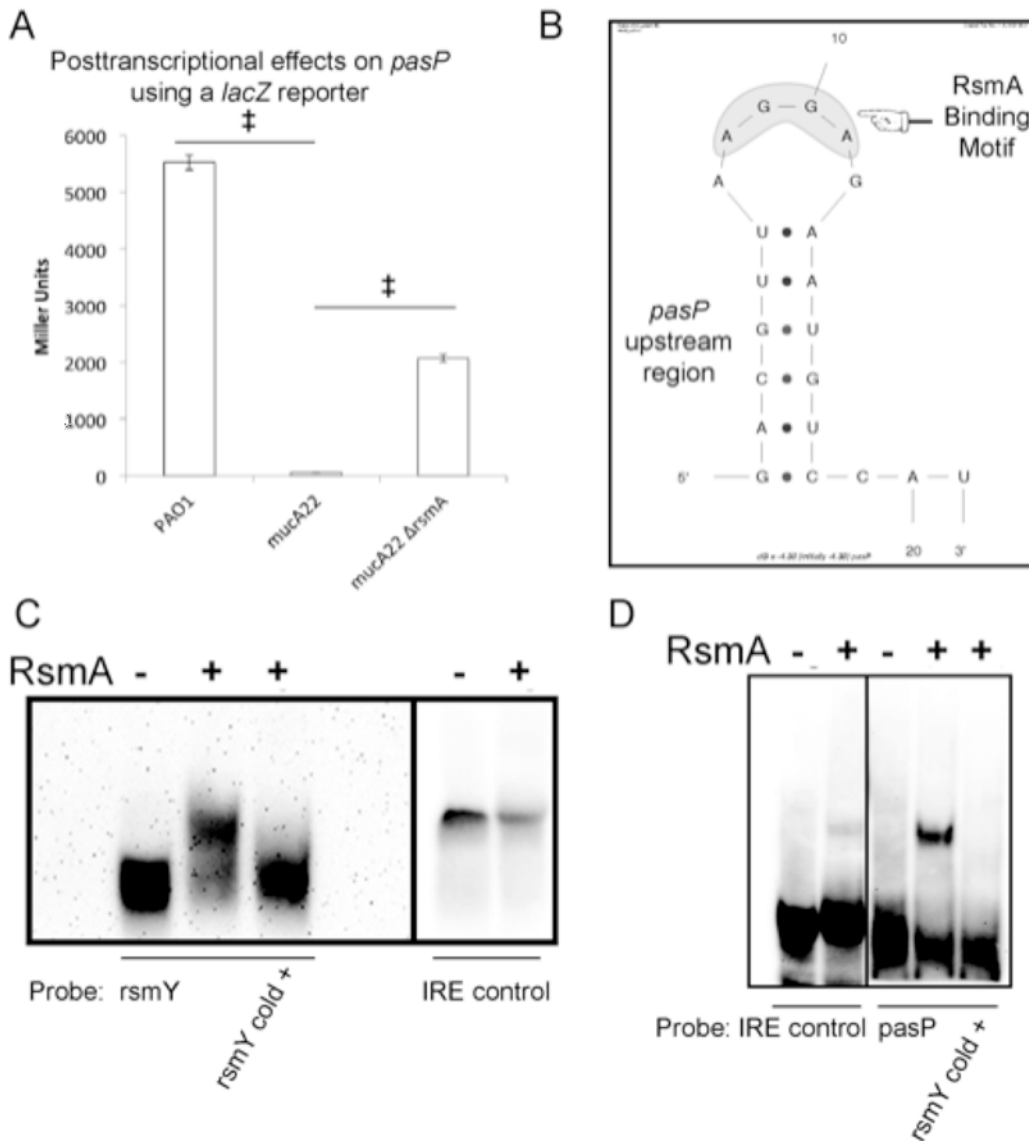 A
Posttranscriptional effects on pasP
using a lacZ reporter
‡
‡
6000
5000
4000
3000
2000
1000
0
Miller Units
PAO1
mucA22
mucA22 ΔrsmA
B
10
RsmA
Binding
Motif
A G G A
A G
U A
U A
G U
C G
A U
5' G C C A U
20 3'
pasP
upstream
region
C
RsmA - + + - +
Probe: rsmY IRE control
rsmY cold +
D
RsmA - + - + +
Probe: IRE control pasP
rsmY cold +